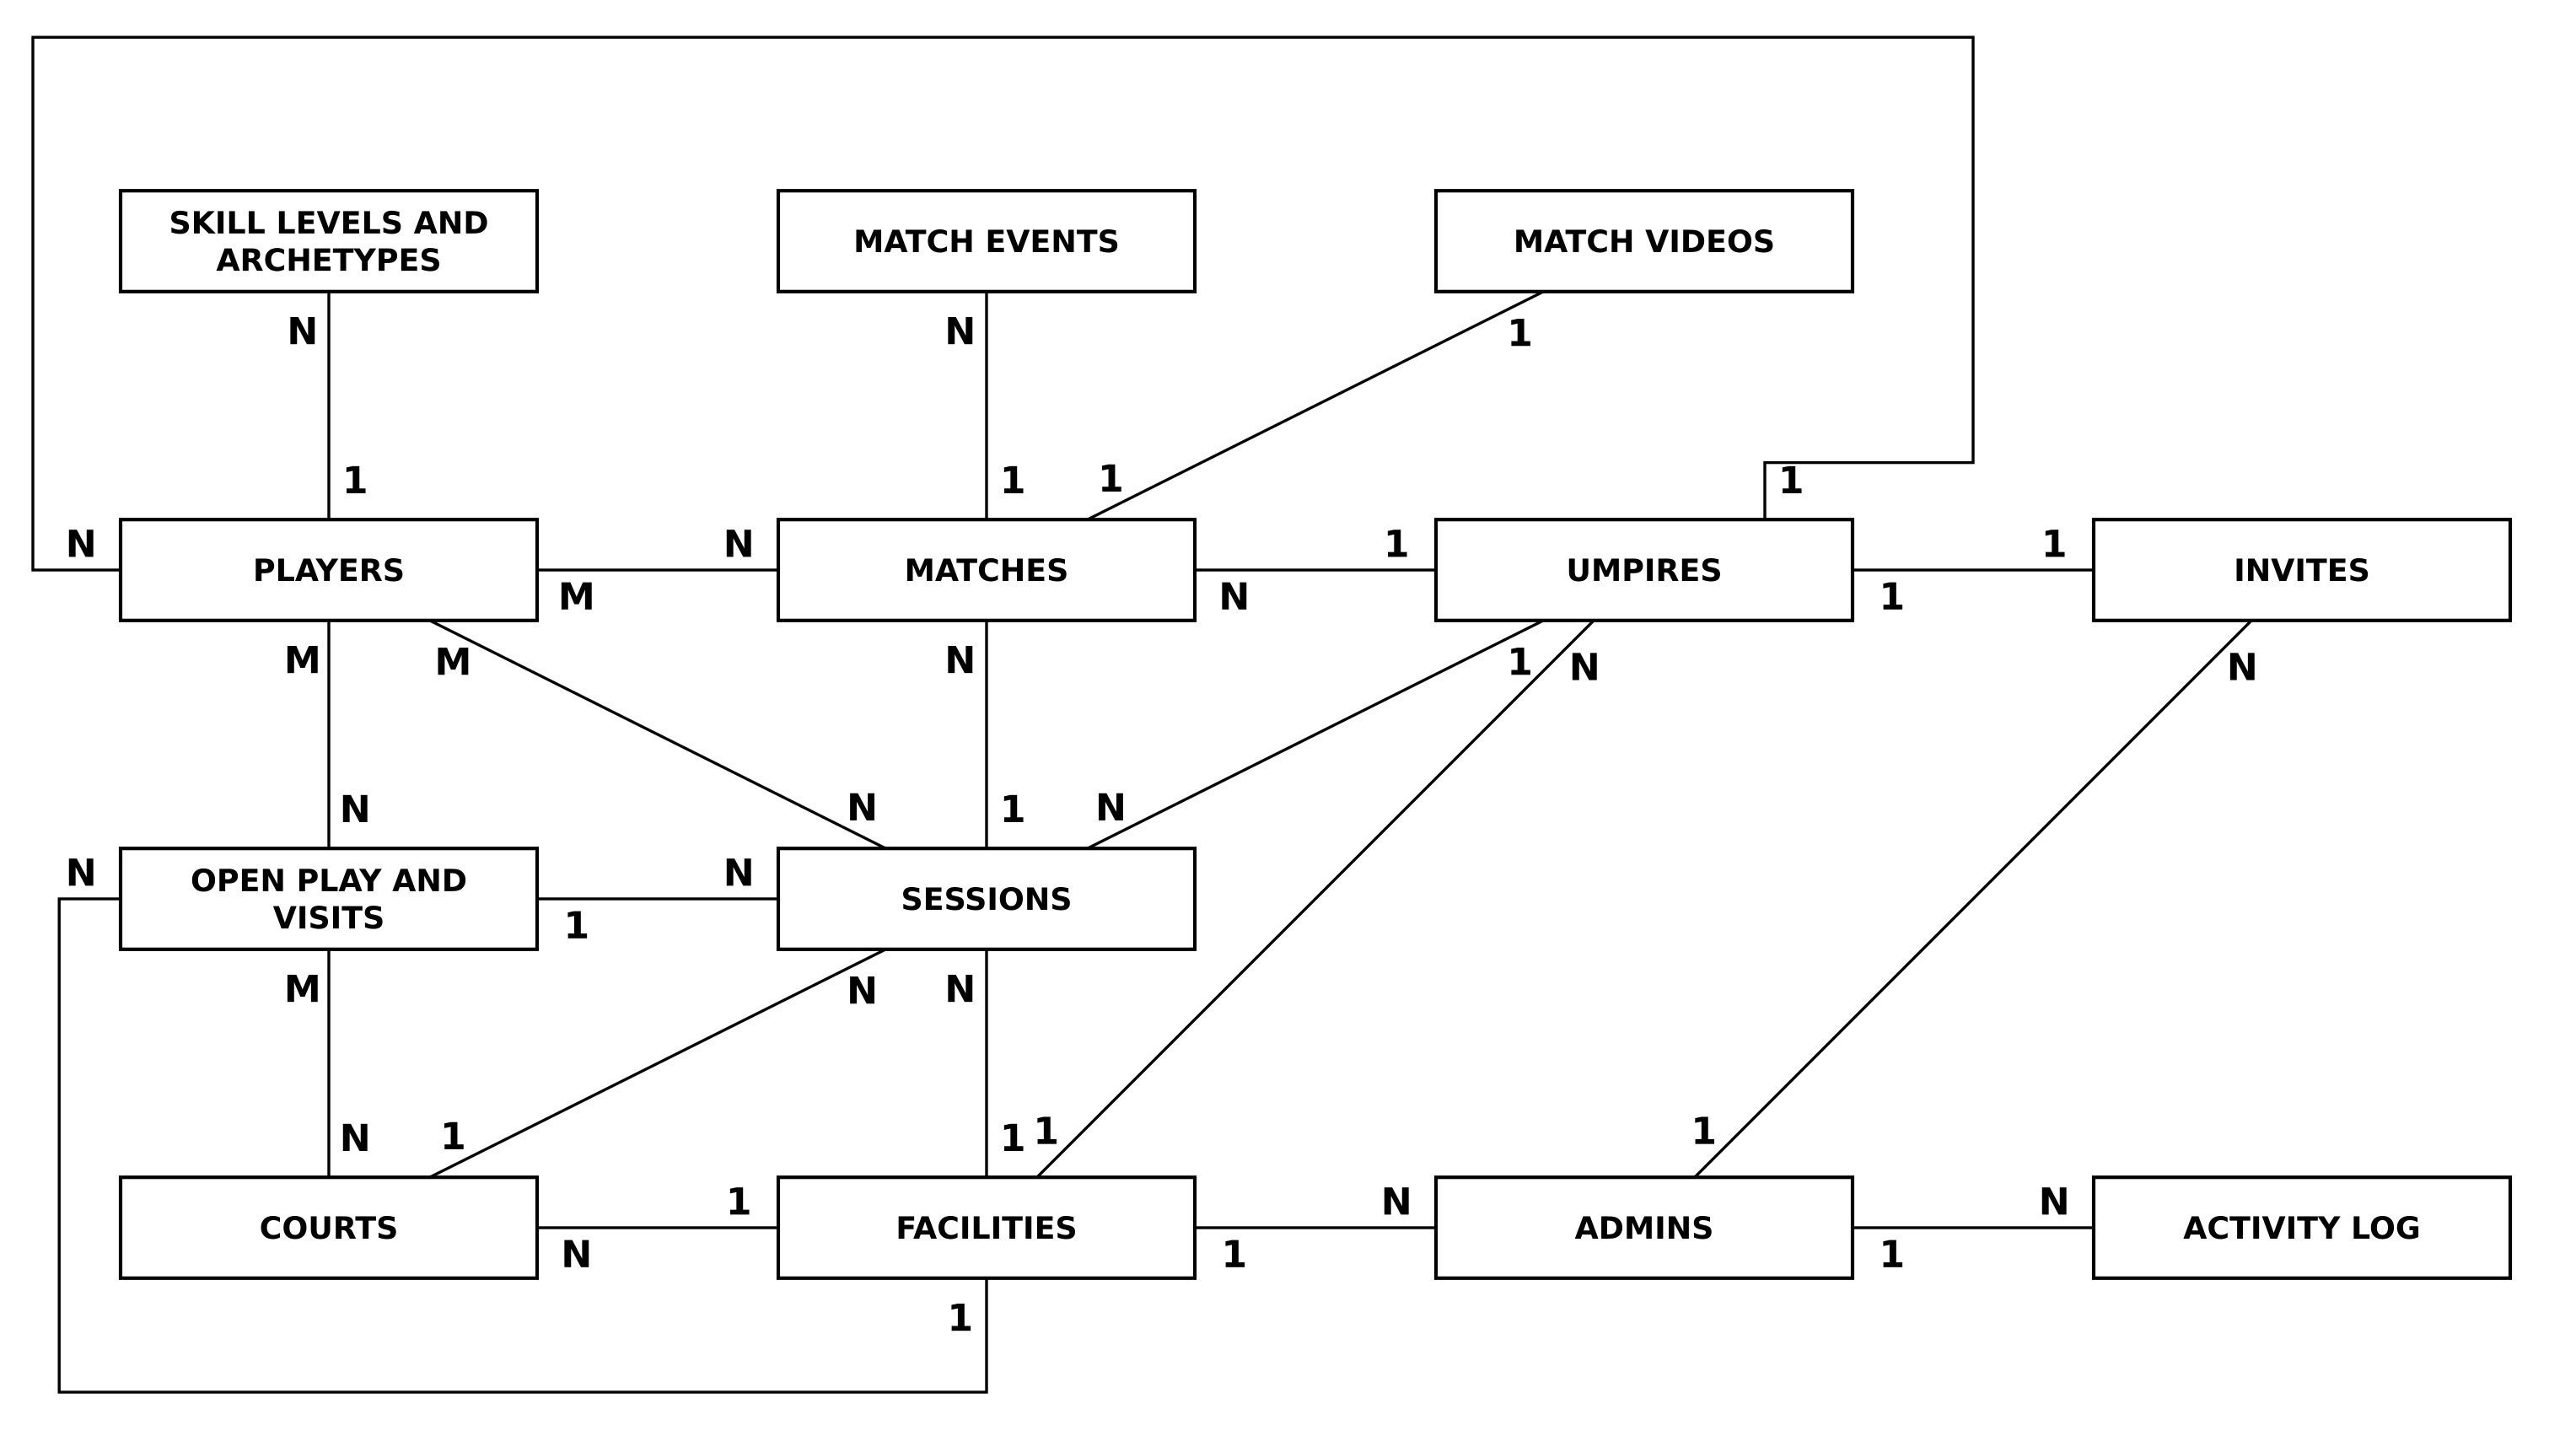 SKILL LEVELS AND
ARCHETYPES
MATCH EVENTS
MATCH VIDEOS
N
N
1
1
1
1
1
N
PLAYERS
M
N
MATCHES
N
1
UMPIRES
1
1
INVITES
M
M
N
1
N
N
N
N
1
N
N
OPEN PLAY AND
VISITS
1
N
SESSIONS
M
N
N
N
1
1
1
1
COURTS
N
1
FACILITIES
1
N
ADMINS
1
N
ACTIVITY LOG
1